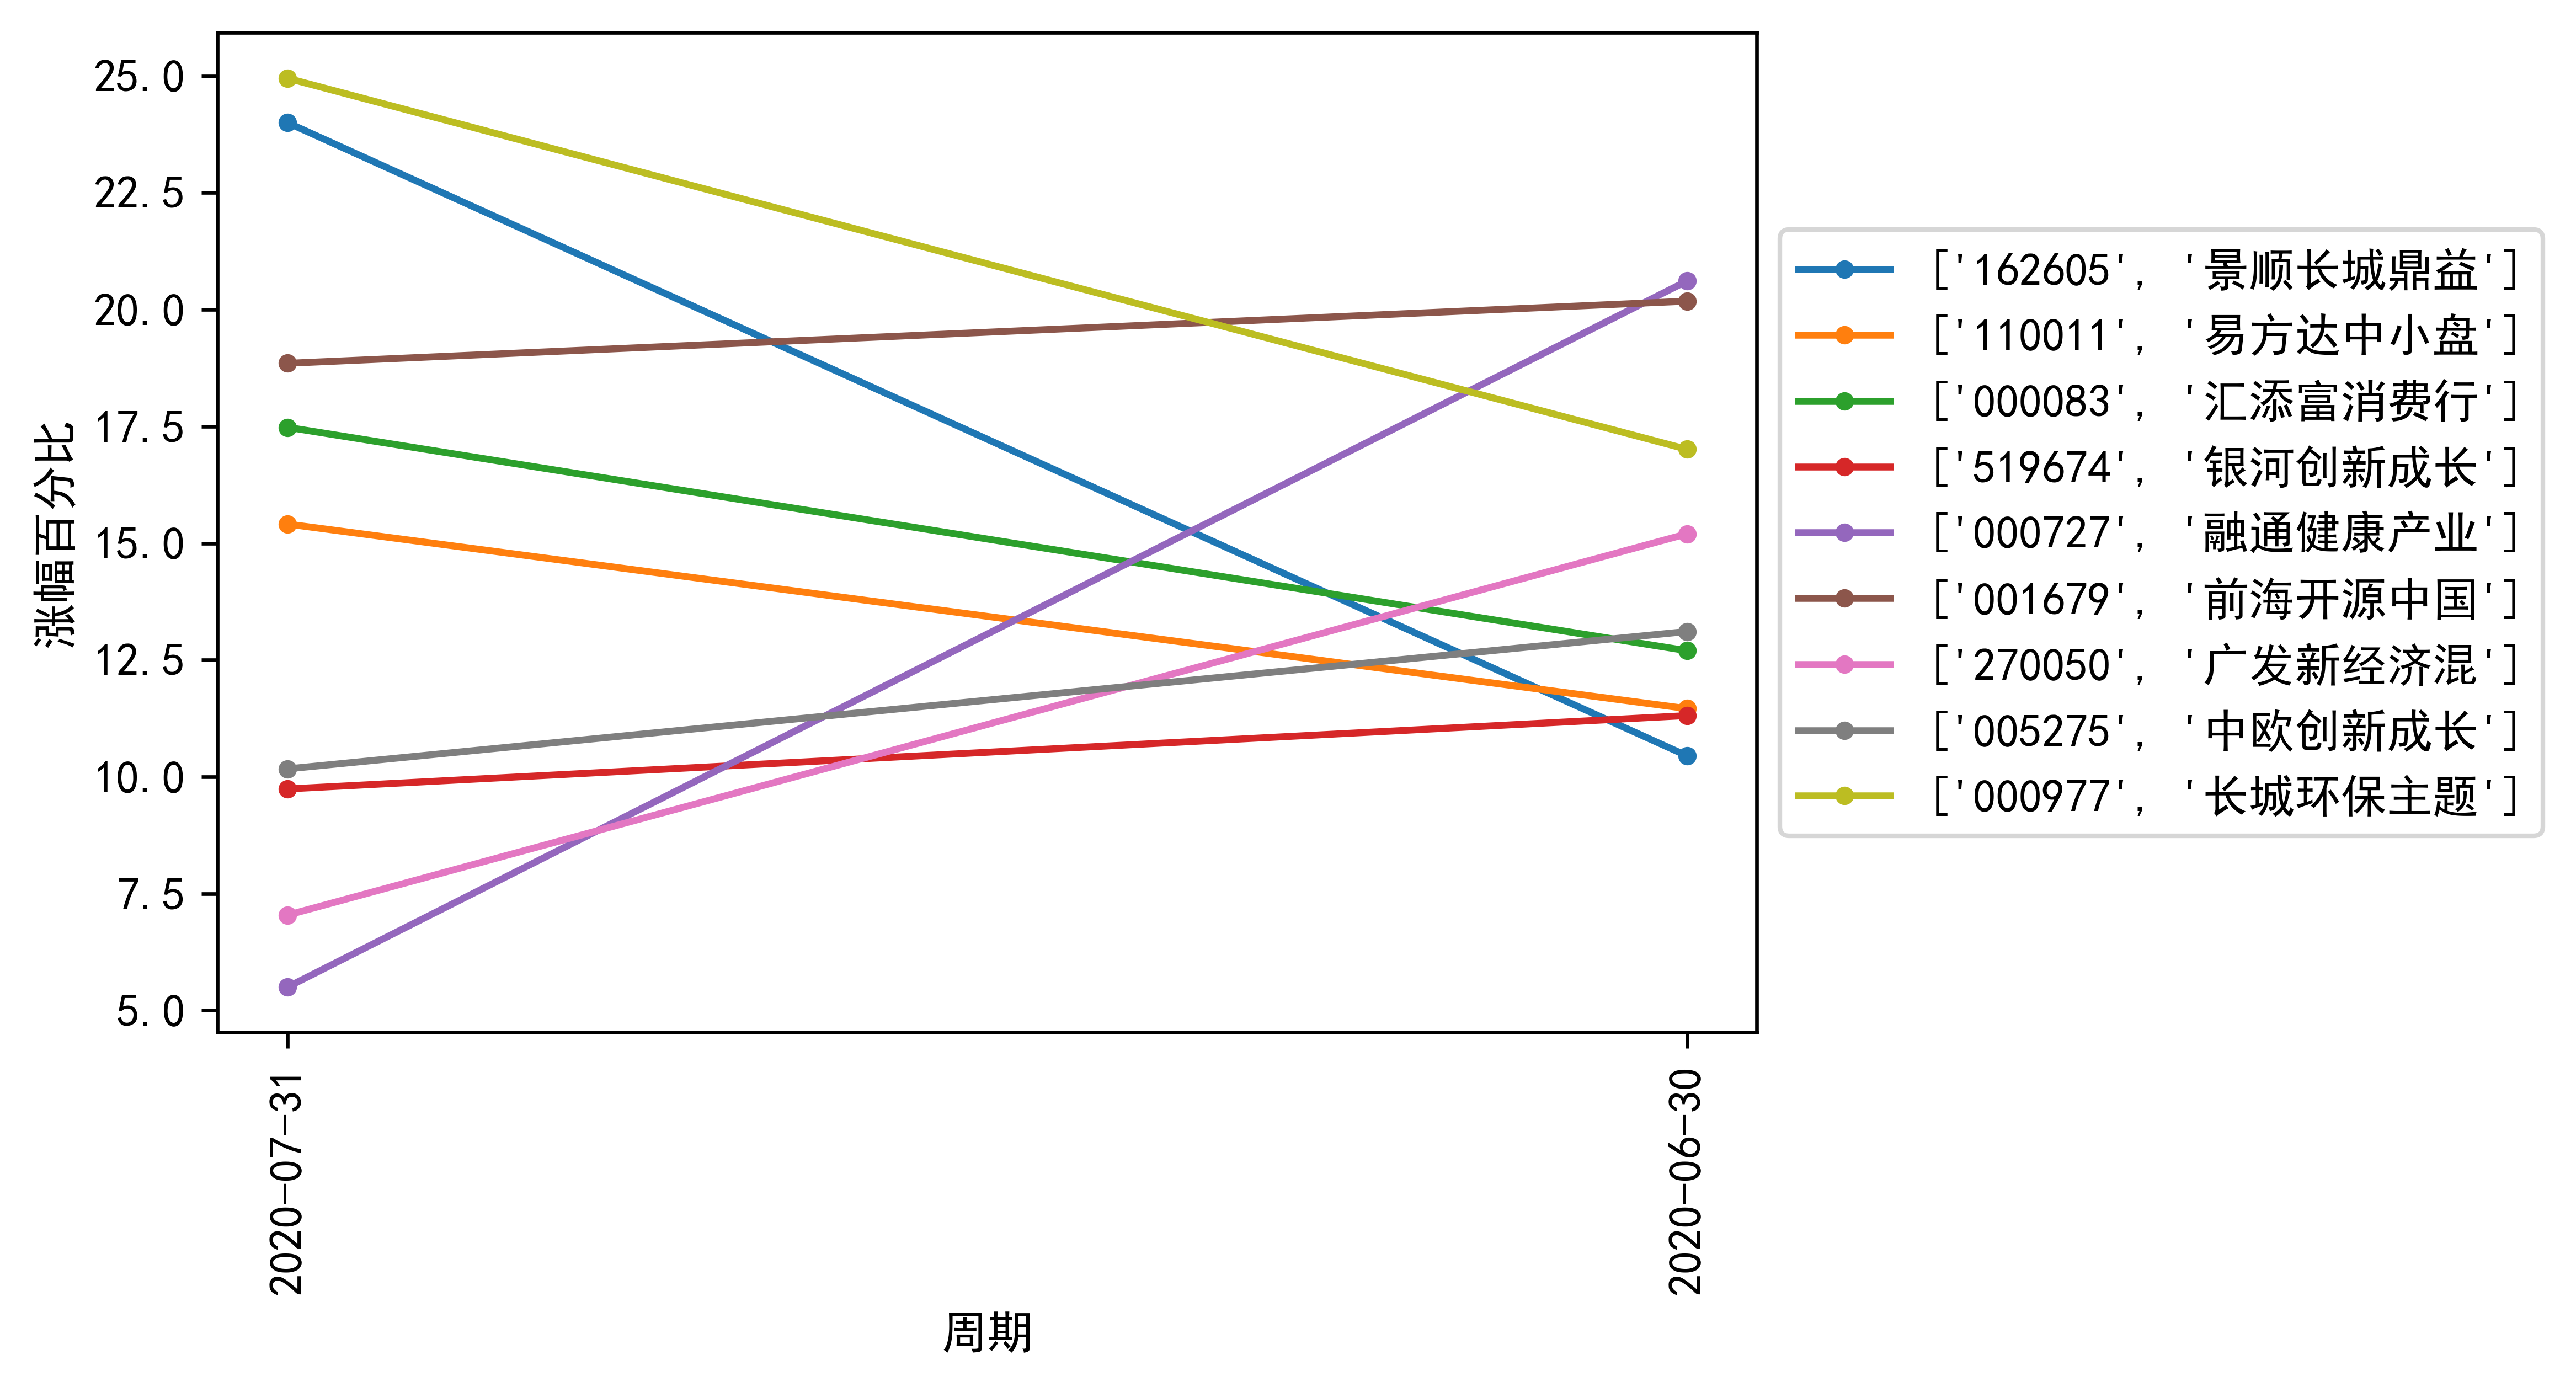 25.0
22.5
20.0
17.5
15.0
12.5
10.0
7.5
5.0
涨幅百分比
2020-07-31
2020-06-30
周期
['162605', '景顺长城鼎益']
['110011', '易方达中小盘']
['000083', '汇添富消费行']
['519674', '银河创新成长']
['000727', '融通健康产业']
['001679', '前海开源中国']
['270050', '广发新经济混']
['005275', '中欧创新成长']
['000977', '长城环保主题']